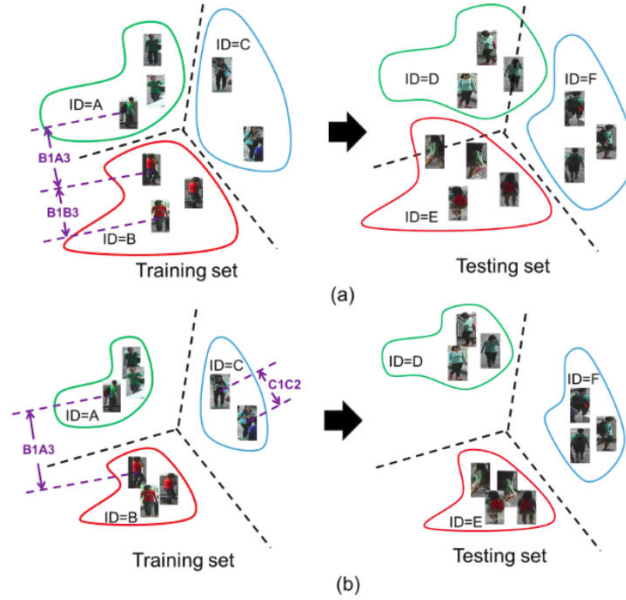 ID=A
ID=C
B1A3
B1B3
ID=B
Training set
ID=D
ID=F
ID=E
Testing set
(a)
ID=A
ID=C
C1C2
B1A3
ID=B
Training set
ID=D
ID=F
ID=E
Testing set
(b)